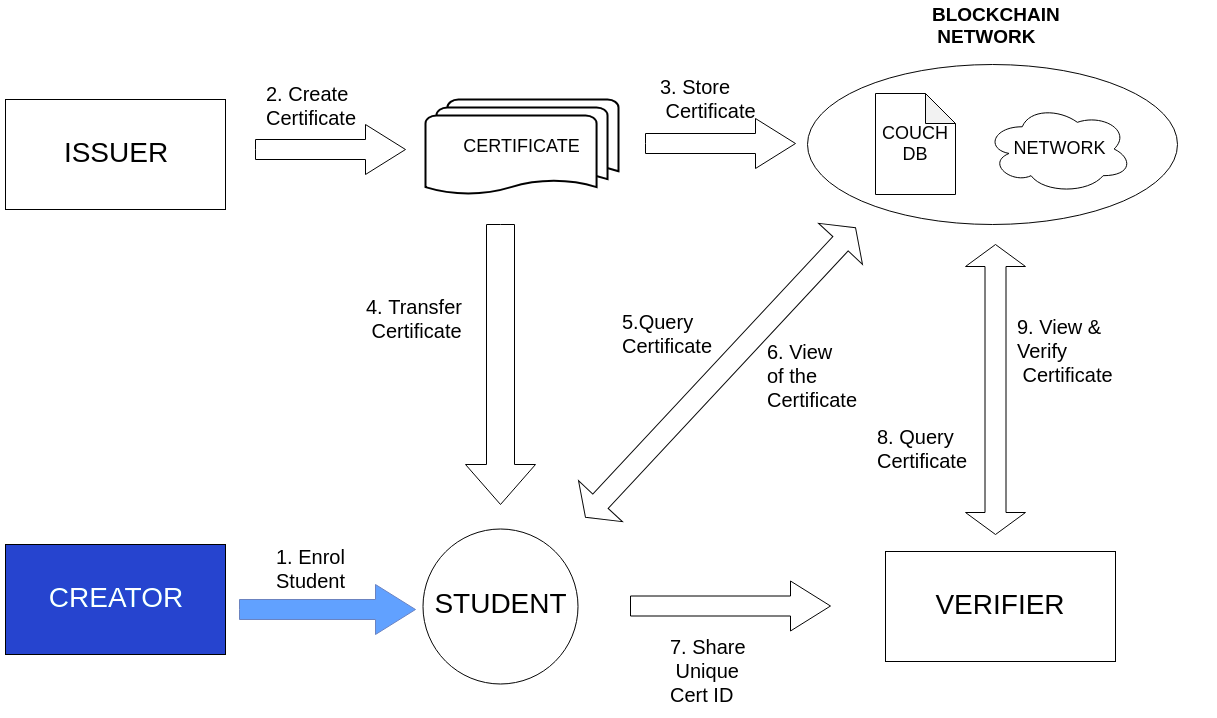 BLOCKCHAIN
NETWORK
2. Create
Certificate
3. Store
Certificate
ISSUER
CERTIFICATE
COUCH
DB
NETWORK
4. Transfer
Certificate
5.Query
Certificate
6. View
of the
Certificate
9. View &
Verify
Certificate
8. Query
Certificate
1. Enrol
Student
CREATOR
STUDENT
VERIFIER
7. Share
Unique
Cert ID